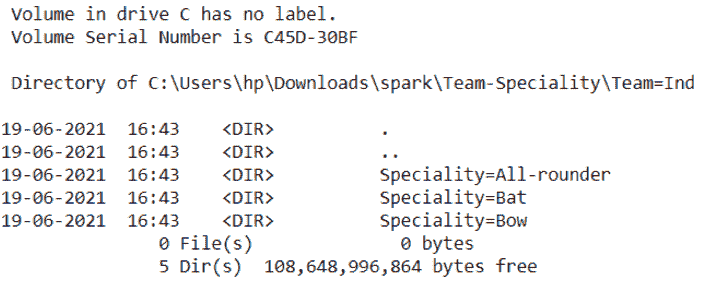 Volume in drive C has no label.
Volume Serial Number is C45D-30BF
Directory of C:\Users\hp\Downloads\spark\Team-Speciality\Team=Ind
19-06-2021  16:43    <DIR>          .
19-06-2021  16:43    <DIR>          ..
19-06-2021  16:43    <DIR>          Speciality=All-rounder
19-06-2021  16:43    <DIR>          Speciality=Bat
19-06-2021  16:43    <DIR>          Speciality=Bow
0 File(s)              0 bytes
5 Dir(s)  108,648,996,864 bytes free